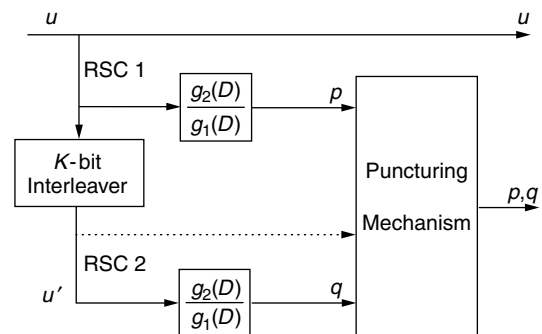 u
u
RSC 1
g₂(D)
g₁(D)
p
K-bit
Interleaver
Puncturing
Mechanism
p,q
RSC 2
u′
g₂(D)
g₁(D)
q